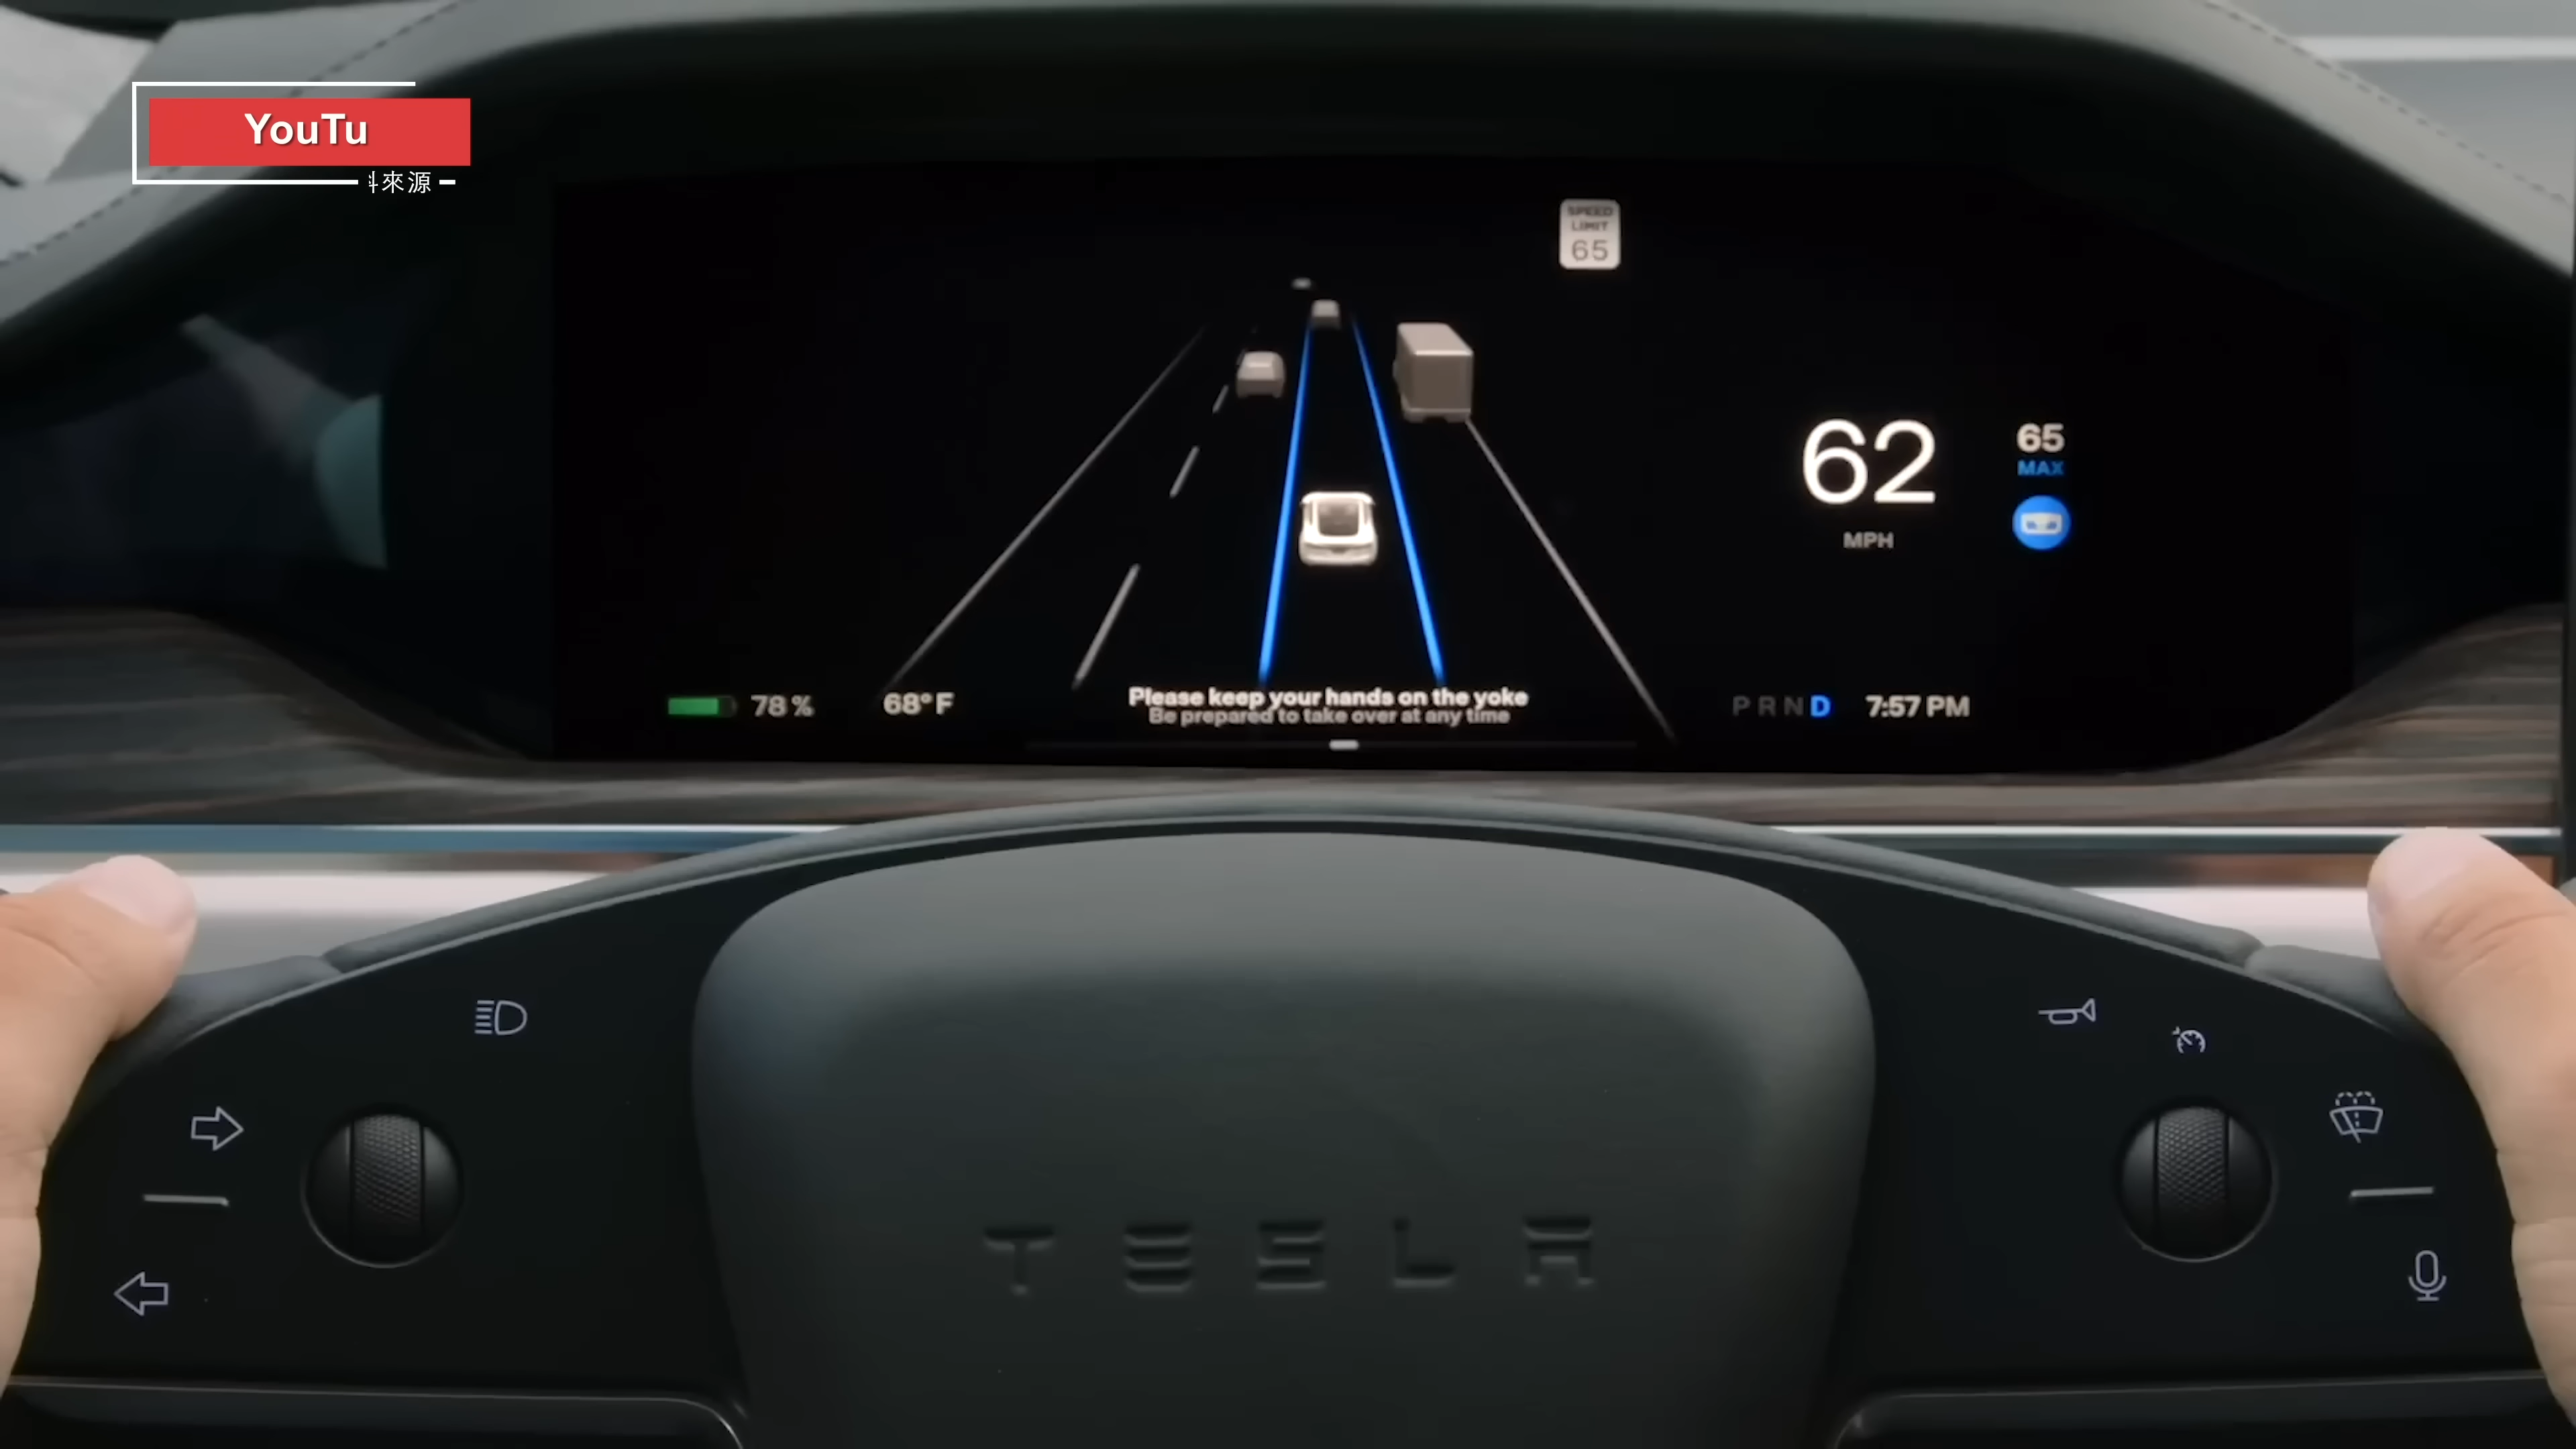 YouTu
來源
SPEED
LIMIT
65
62
MPH
65
MAX
78 %
68° F
Please keep your hands on the yoke
Be prepared to take over at any time
P R N D
7:57 PM
TESLA